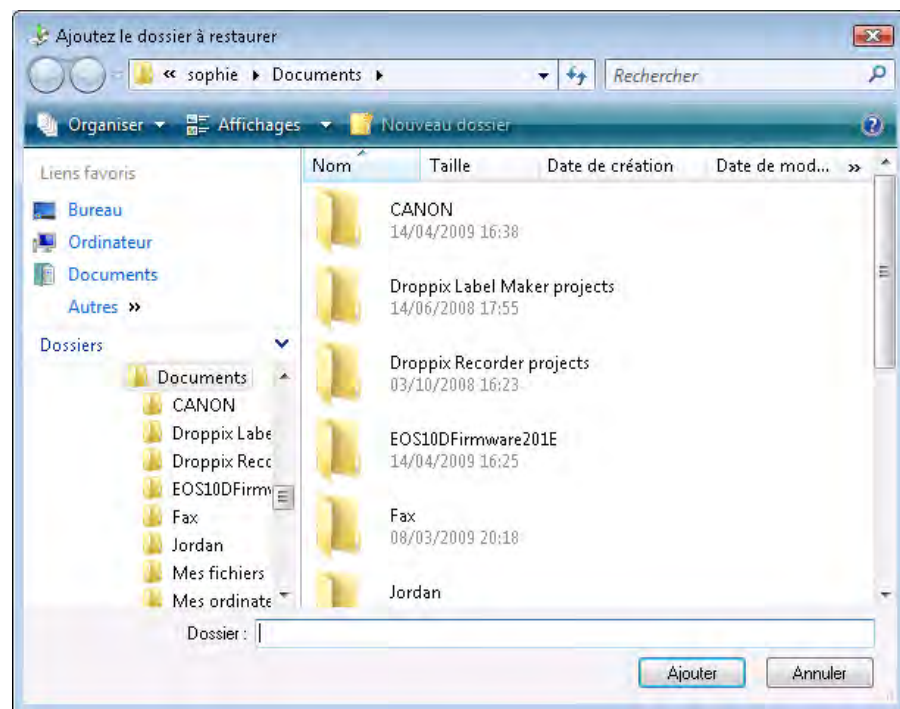 Ajoutez le dossier à restaurer
« sophie ▸ Documents ▸ Rechercher
Organiser Affichages Nouveau dossier
Liens favoris
Bureau
Ordinateur
Documents
Autres »
Dossiers
Documents
CANON
Droppix Labe
Droppix Recc
EOS10DFirmv
Fax
Jordan
Mes fichiers
Mes ordinate
Nom Taille Date de création Date de mod... »
CANON
14/04/2009 16:38
Droppix Label Maker projects
14/06/2008 17:55
Droppix Recorder projects
03/10/2008 16:23
EOS10DFirmware201E
14/04/2009 16:25
Fax
08/03/2009 20:18
Jordan
Dossier :
Ajouter Annuler